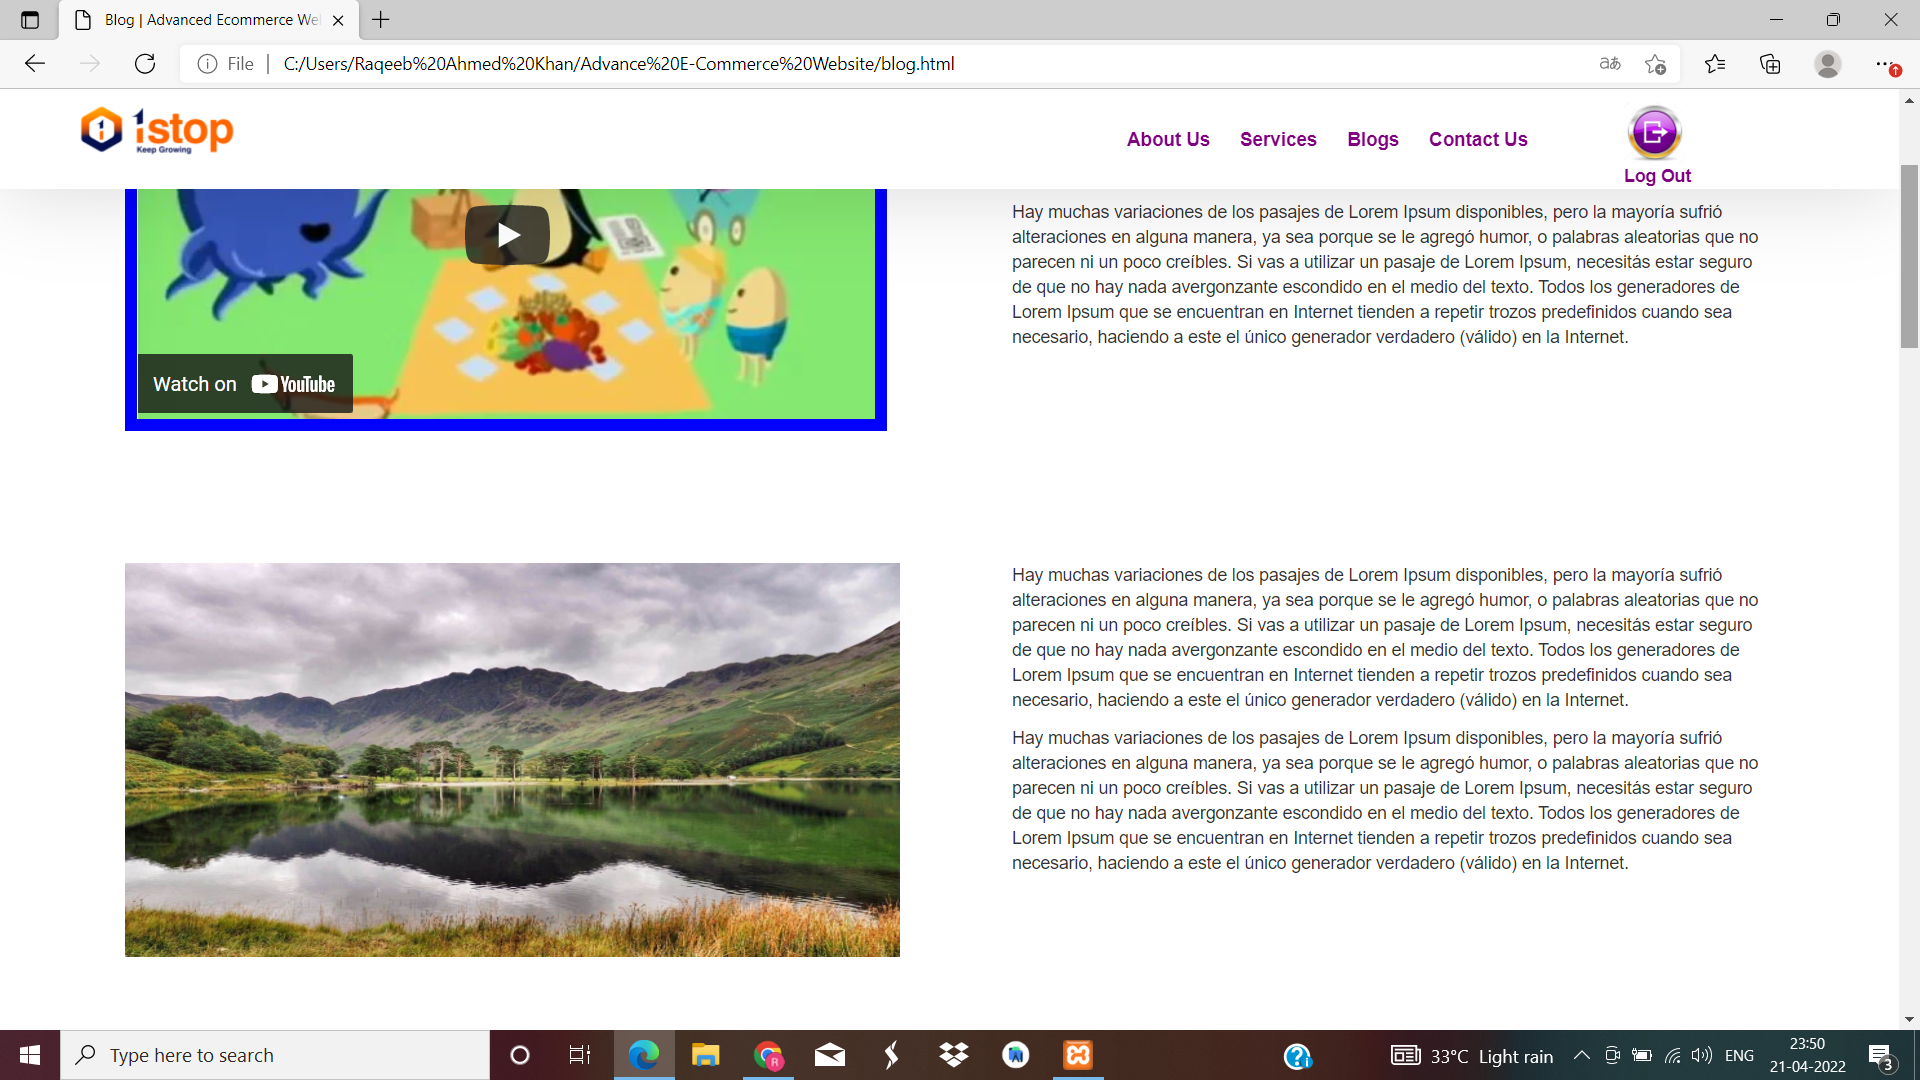 Blog | Advanced Ecommerce We
File
C:/Users/Raqeeb%20Ahmed%20Khan/Advance%20E-Commerce%20Website/blog.html
1stop
Keep Growing
About Us
Services
Blogs
Contact Us
Log Out
Hay muchas variaciones de los pasajes de Lorem Ipsum disponibles, pero la mayoría sufrió
alteraciones en alguna manera, ya sea porque se le agregó humor, o palabras aleatorias que no
parecen ni un poco creíbles. Si vas a utilizar un pasaje de Lorem Ipsum, necesitás estar seguro
de que no hay nada avergonzante escondido en el medio del texto. Todos los generadores de
Lorem Ipsum que se encuentran en Internet tienden a repetir trozos predefinidos cuando sea
necesario, haciendo a este el único generador verdadero (válido) en la Internet.
Watch on YouTube
Hay muchas variaciones de los pasajes de Lorem Ipsum disponibles, pero la mayoría sufrió
alteraciones en alguna manera, ya sea porque se le agregó humor, o palabras aleatorias que no
parecen ni un poco creíbles. Si vas a utilizar un pasaje de Lorem Ipsum, necesitás estar seguro
de que no hay nada avergonzante escondido en el medio del texto. Todos los generadores de
Lorem Ipsum que se encuentran en Internet tienden a repetir trozos predefinidos cuando sea
necesario, haciendo a este el único generador verdadero (válido) en la Internet.
Hay muchas variaciones de los pasajes de Lorem Ipsum disponibles, pero la mayoría sufrió
alteraciones en alguna manera, ya sea porque se le agregó humor, o palabras aleatorias que no
parecen ni un poco creíbles. Si vas a utilizar un pasaje de Lorem Ipsum, necesitás estar seguro
de que no hay nada avergonzante escondido en el medio del texto. Todos los generadores de
Lorem Ipsum que se encuentran en Internet tienden a repetir trozos predefinidos cuando sea
necesario, haciendo a este el único generador verdadero (válido) en la Internet.
Type here to search
33°C Light rain
ENG
23:50
21-04-2022
3